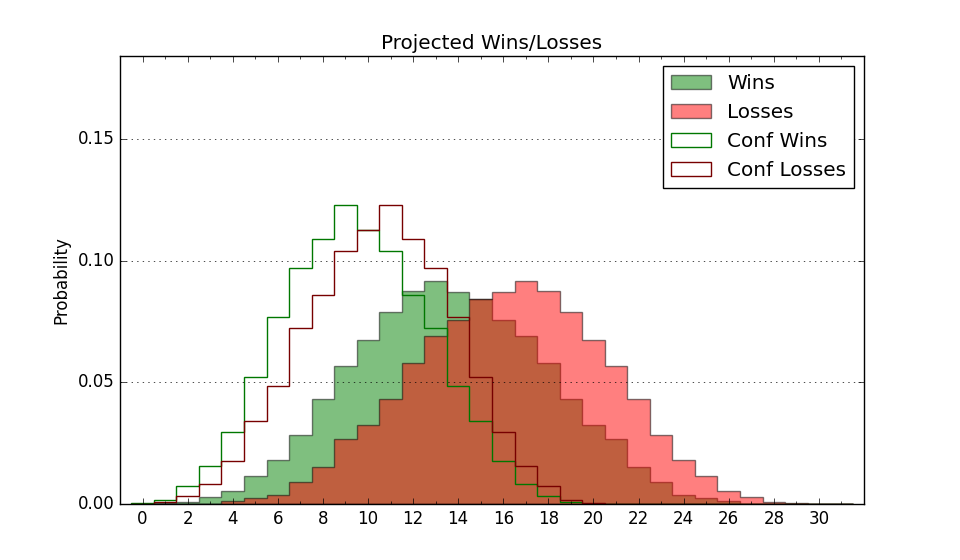 Projected Wins/Losses
Wins
Losses
Conf Wins
Conf Losses
Probability
0.15
0.10
0.05
0.00
0 2 4 6 8 10 12 14 16 18 20 22 24 26 28 30